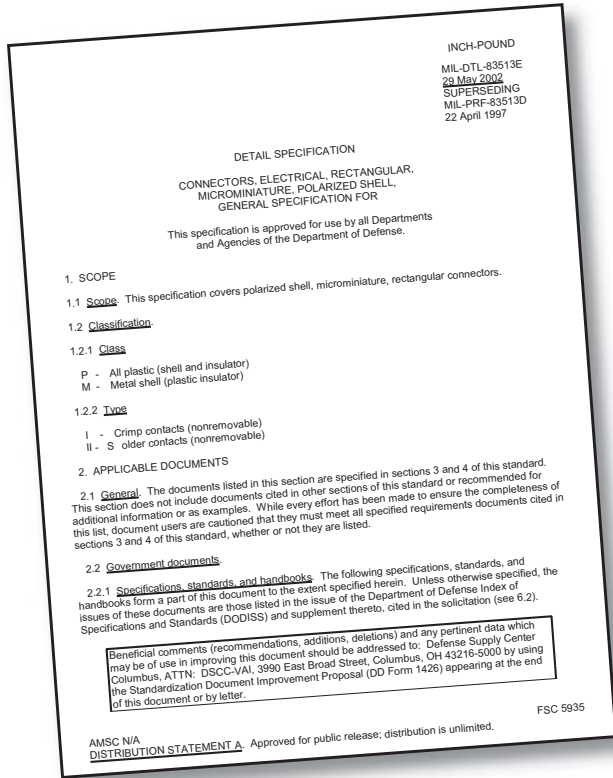 INCH-POUND
MIL-DTL-83513E
29 May 2002
SUPERSEDING
MIL-PRF-83513D
22 April 1997
DETAIL SPECIFICATION
CONNECTORS, ELECTRICAL, RECTANGULAR,
MICROMINIATURE, POLARIZED SHELL,
GENERAL SPECIFICATION FOR
This specification is approved for use by all Departments
and Agencies of the Department of Defense.
1. SCOPE
1.1 Scope. This specification covers polarized shell, microminiature, rectangular connectors.
1.2 Classification.
1.2.1 Class
P - All plastic (shell and insulator)
M - Metal shell (plastic insulator)
1.2.2 Type
I - Crimp contacts (nonremovable)
II - S older contacts (nonremovable)
2. APPLICABLE DOCUMENTS
2.1 General. The documents listed in this section are specified in sections 3 and 4 of this standard.
This section does not include documents cited in other sections of this standard or recommended for
additional information or as examples. While every effort has been made to ensure the completeness of
this list, document users are cautioned that they must meet all specified requirements documents cited in
sections 3 and 4 of this standard, whether or not they are listed.
2.2 Government documents.
2.2.1 Specifications, standards, and handbooks. The following specifications, standards, and
handbooks form a part of this document to the extent specified herein. Unless otherwise specified, the
issues of these documents are those listed in the issue of the Department of Defense Index of
Specifications and Standards (DODISS) and supplement thereto, cited in the solicitation (see 6.2).
Beneficial comments (recommendations, additions, deletions) and any pertinent data which
may be of use in improving this document should be addressed to: Defense Supply Center
Columbus, ATTN: DSCC-VAI, 3990 East Broad Street, Columbus, OH 43216-5000 by using
the Standardization Document Improvement Proposal (DD Form 1426) appearing at the end
of this document or by letter.
AMSC N/A
FSC 5935
DISTRIBUTION STATEMENT A. Approved for public release; distribution is unlimited.